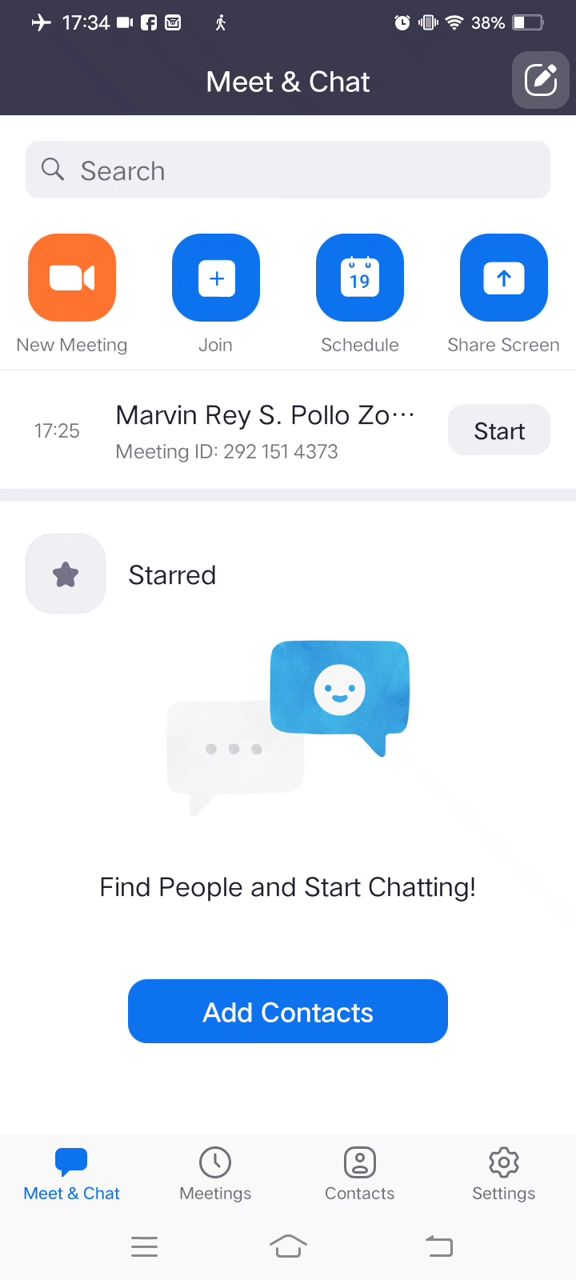 17:34
38%
Meet & Chat
Search
19
New Meeting
Join
Schedule
Share Screen
17:25
Marvin Rey S. Pollo Zo···
Meeting ID: 292 151 4373
Start
Starred
Find People and Start Chatting!
Add Contacts
Meet & Chat
Meetings
Contacts
Settings